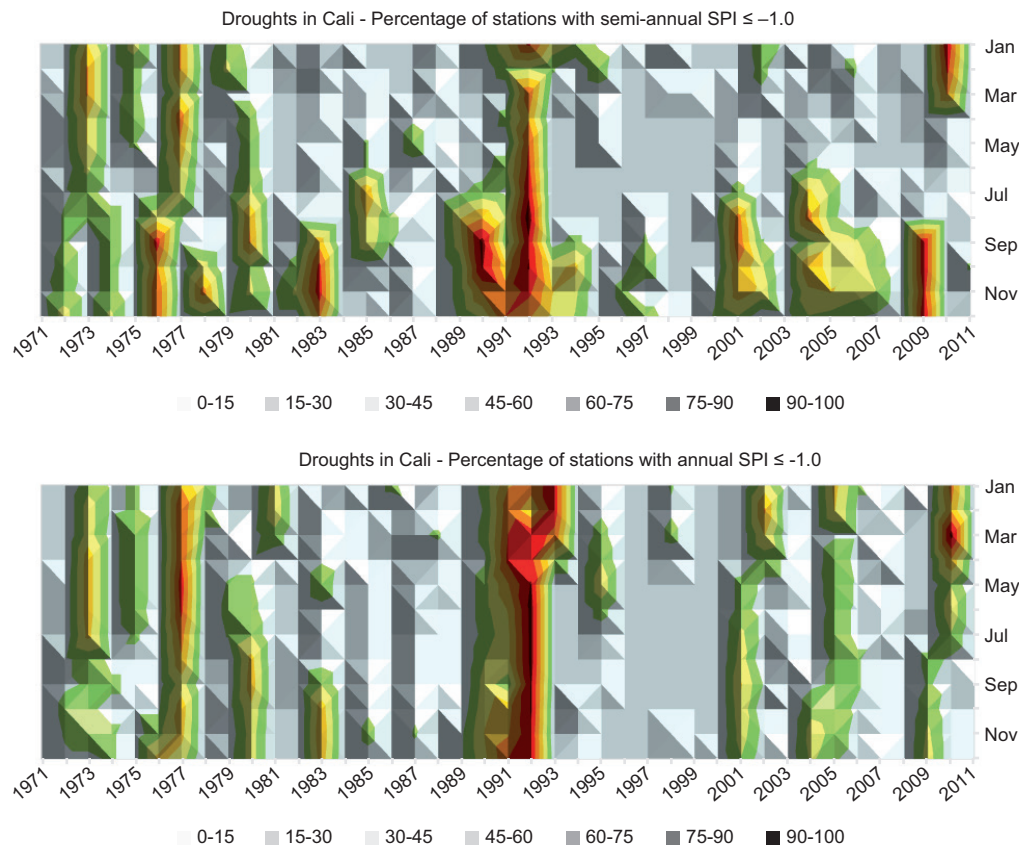 Droughts in Cali - Percentage of stations with semi-annual SPI ≤ –1.0
Jan
Mar
May
Jul
Sep
Nov
1971 1973 1975 1976 1977 1979 1981 1983 1985 1987 1989 1991 1993 1995 1997 1999 2001 2003 2005 2007 2009 2011
0-15 15-30 30-45 45-60 60-75 75-90 90-100
Droughts in Cali - Percentage of stations with annual SPI ≤ -1.0
Jan
Mar
May
Jul
Sep
Nov
1971 1973 1975 1977 1979 1981 1983 1985 1987 1989 1991 1993 1995 1997 1999 2001 2003 2005 2007 2009 2011
0-15 15-30 30-45 45-60 60-75 75-90 90-100